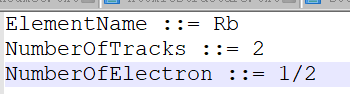 ElementName ::= Rb
NumberOfTracks ::= 2
NumberOfElectron ::= 1/2